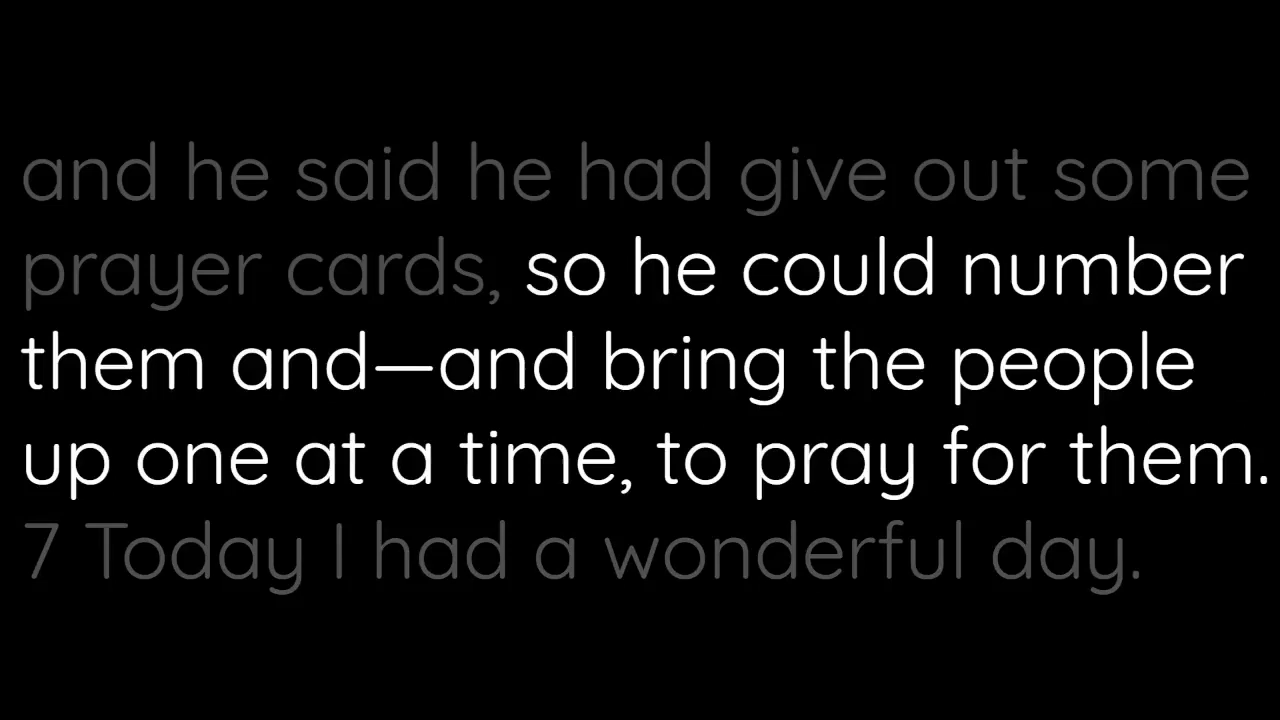 and he said he had give out some
prayer cards, so he could number
them and—and bring the people
up one at a time, to pray for them.
7 Today I had a wonderful day.